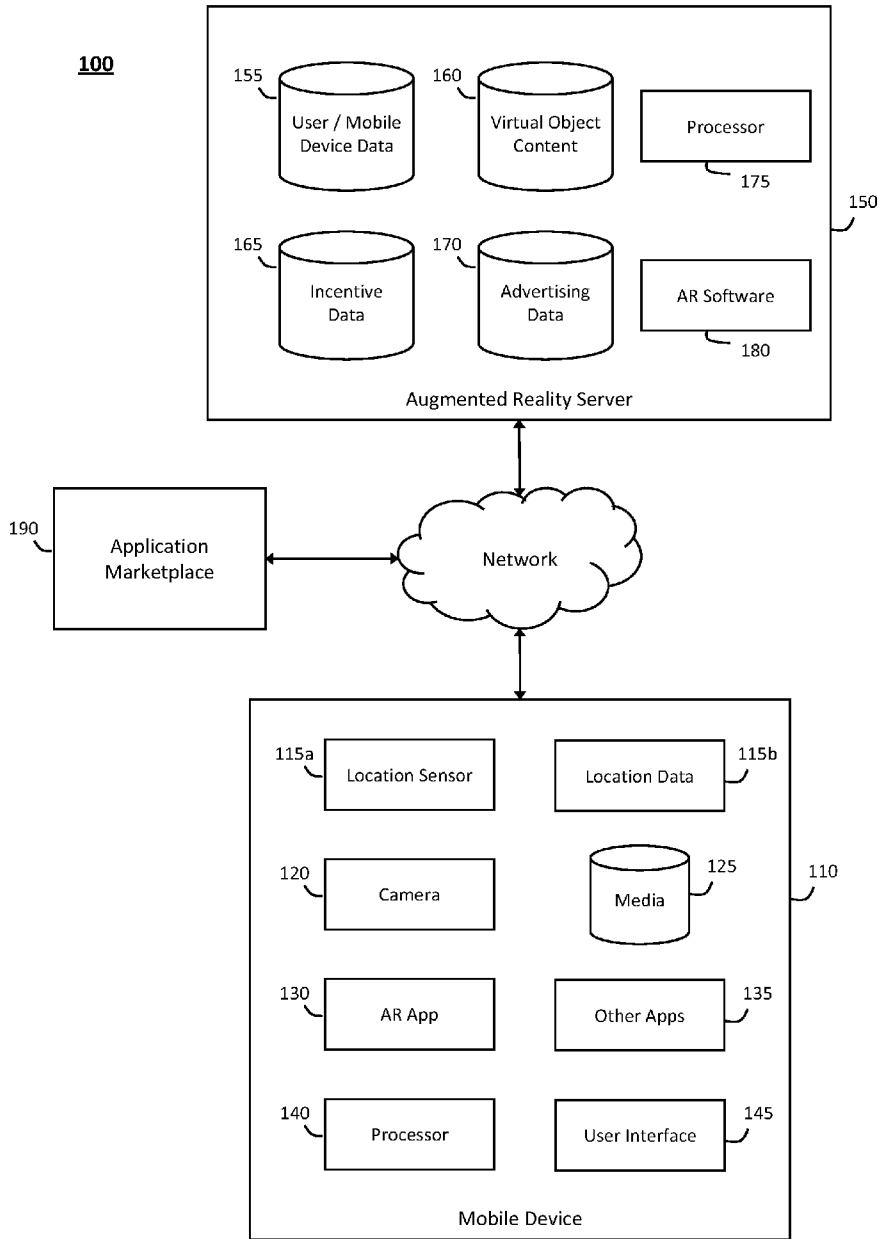 100
155
User / Mobile
Device Data
160
Virtual Object
Content
Processor
175
150
165
Incentive
Data
170
Advertising
Data
AR Software
180
Augmented Reality Server
190
Application
Marketplace
Network
115a
Location Sensor
Location Data
115b
120
Camera
Media
125
110
130
AR App
Other Apps
135
140
Processor
User Interface
145
Mobile Device